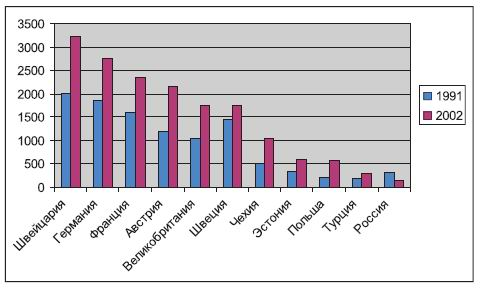 3500
3000
2500
2000
1500
1000
500
0
Швейцария
Германия
Франция
Австрия
Великобритания
Швеция
Чехия
Эстония
Польша
Турция
Россия
1991
2002